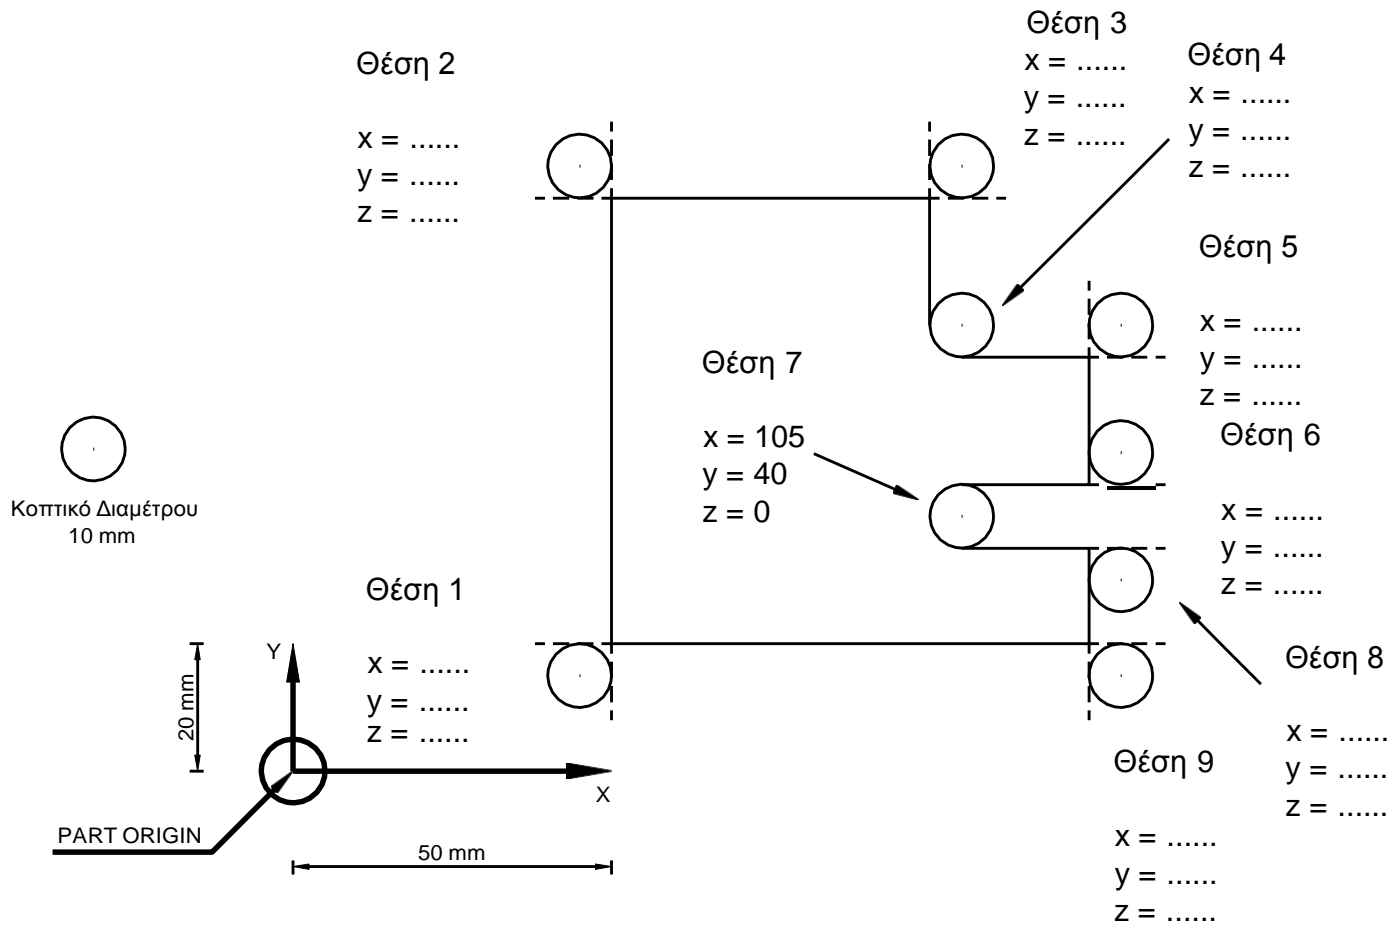 Θέση 2
x = ......
y = ......
z = ......
Θέση 3
x = ......
y = ......
z = ......
Θέση 4
x = ......
y = ......
z = ......
Θέση 5
x = ......
y = ......
z = ......
Θέση 7
x = 105
y = 40
z = 0
Θέση 6
x = ......
y = ......
z = ......
Κοπτικό Διαμέτρου
10 mm
Θέση 1
x = ......
y = ......
z = ......
Θέση 8
x = ......
y = ......
z = ......
Y
20 mm
X
PART ORIGIN
50 mm
Θέση 9
x = ......
y = ......
z = ......